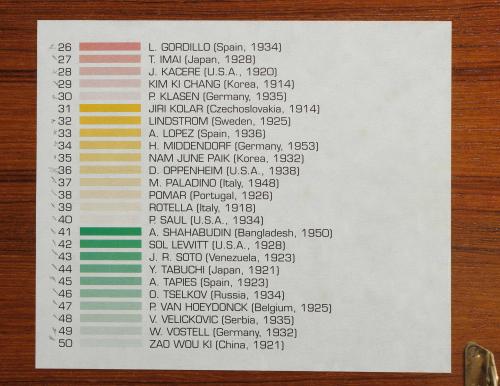 26 L. GORDILLO (Spain, 1934)
27 T. IMAI (Japan, 1928)
28 J. KACERE (U.S.A., 1920)
29 KIM KI CHANG (Korea, 1914)
30 P. KLASEN (Germany, 1935)
31 JIRI KOLAR (Czechoslovakia, 1914)
32 LINDSTROM (Sweden, 1925)
33 A. LOPEZ (Spain, 1936)
34 H. MIDDENDORF (Germany, 1953)
35 NAM JUNE PAIK (Korea, 1932)
36 D. OPPENHEIM (U.S.A., 1938)
37 M. PALADINO (Italy, 1948)
38 POMAR (Portugal, 1926)
39 ROTELLA (Italy, 1918)
40 P. SAUL (U.S.A., 1934)
41 A. SHAHABUDIN (Bangladesh, 1950)
42 SOL LEWITT (U.S.A., 1928)
43 J. R. SOTO (Venezuela, 1923)
44 Y. TABUCHI (Japan, 1921)
45 A. TAPIES (Spain, 1923)
46 O. TSELKOV (Russia, 1934)
47 P. VAN HOEYDONCK (Belgium, 1925)
48 V. VELICKOVIC (Serbia, 1935)
49 W. VOSTELL (Germany, 1932)
50 ZAO WOU KI (China, 1921)